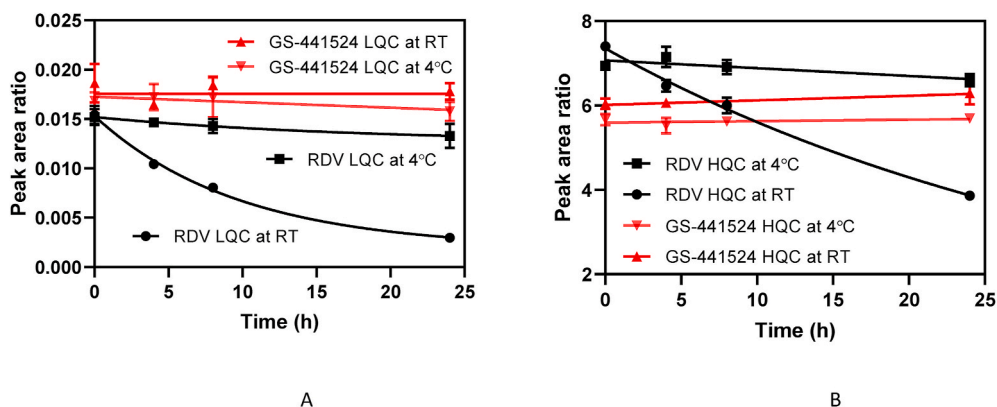 0.025
0.020
0.015
0.010
0.005
0.000
Peak area ratio
GS-441524 LQC at RT
GS-441524 LQC at 4°C
RDV LQC at 4°C
RDV LQC at RT
0 5 10 15 20 25
Time (h)
A
8
6
4
2
Peak area ratio
RDV HQC at 4°C
RDV HQC at RT
GS-441524 HQC at 4°C
GS-441524 HQC at RT
0 5 10 15 20 25
Time (h)
B